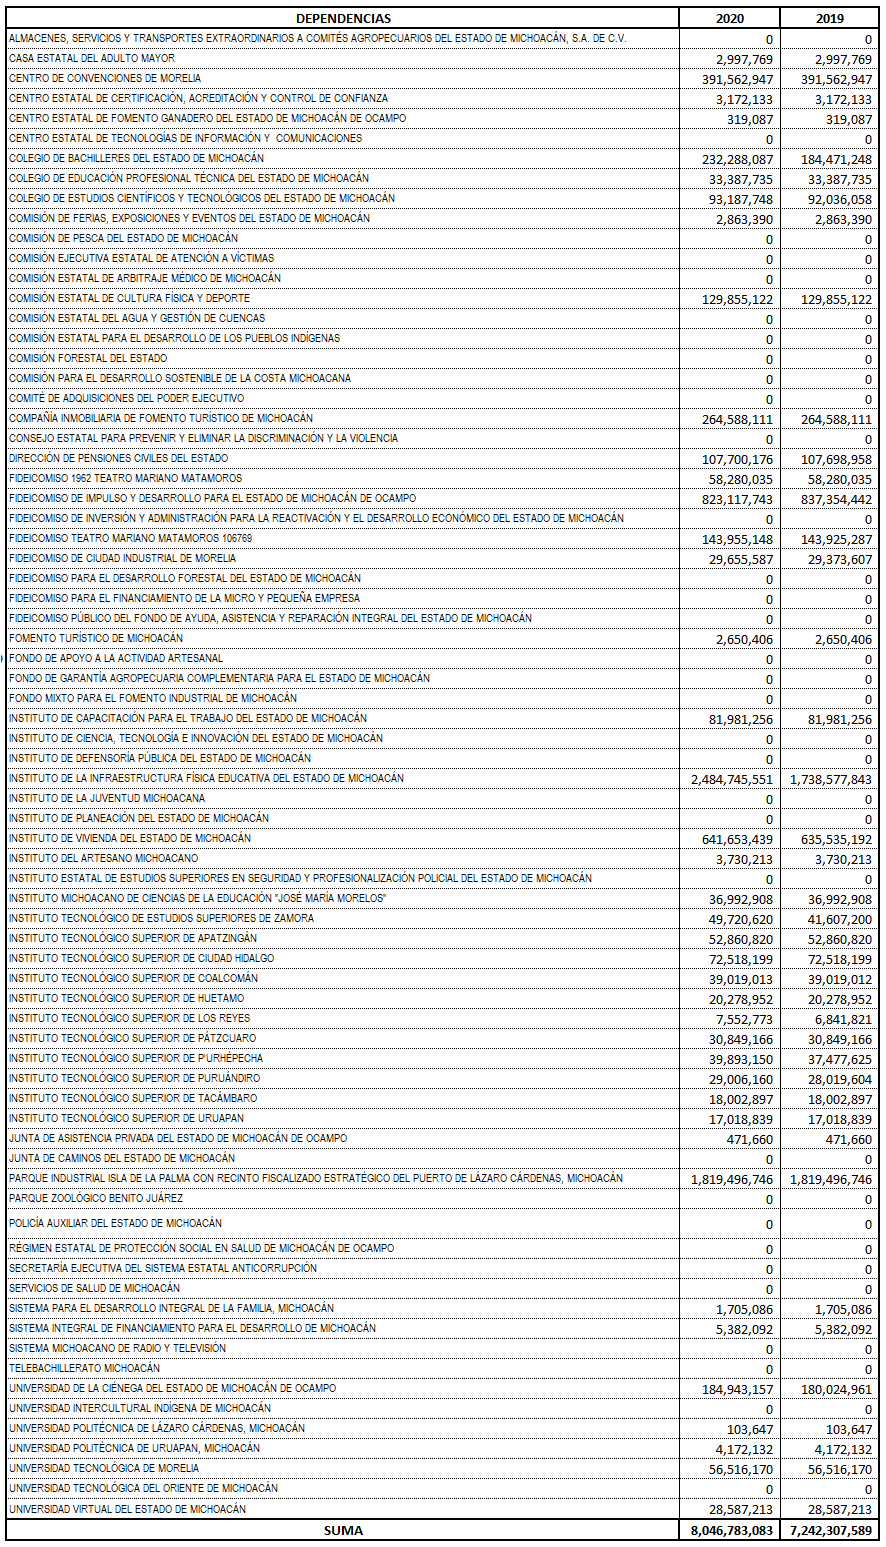 DEPENDENCIAS 2020 2019
ALMACENES, SERVICIOS Y TRANSPORTES EXTRAORDINARIOS A COMITÉS AGROPECUARIOS DEL ESTADO DE MICHOACÁN, S.A. DE C.V. 0 0
CASA ESTATAL DEL ADULTO MAYOR 2,997,769 2,997,769
CENTRO DE CONVENCIONES DE MORELIA 391,562,947 391,562,947
CENTRO ESTATAL DE CERTIFICACIÓN, ACREDITACIÓN Y CONTROL DE CONFIANZA 3,172,133 3,172,133
CENTRO ESTATAL DE FOMENTO GANADERO DEL ESTADO DE MICHOACÁN DE OCAMPO 319,087 319,087
CENTRO ESTATAL DE TECNOLOGÍAS DE INFORMACIÓN Y COMUNICACIONES 0 0
COLEGIO DE BACHILLERES DEL ESTADO DE MICHOACÁN 232,288,087 184,471,248
COLEGIO DE EDUCACIÓN PROFESIONAL TÉCNICA DEL ESTADO DE MICHOACÁN 33,387,735 33,387,735
COLEGIO DE ESTUDIOS CIENTÍFICOS Y TECNOLÓGICOS DEL ESTADO DE MICHOACÁN 93,187,748 92,036,058
COMISIÓN DE FERIAS, EXPOSICIONES Y EVENTOS DEL ESTADO DE MICHOACÁN 2,863,390 2,863,390
COMISIÓN DE PESCA DEL ESTADO DE MICHOACÁN 0 0
COMISIÓN EJECUTIVA ESTATAL DE ATENCIÓN A VÍCTIMAS 0 0
COMISIÓN ESTATAL DE ARBITRAJE MÉDICO DE MICHOACÁN 0 0
COMISIÓN ESTATAL DE CULTURA FÍSICA Y DEPORTE 129,855,122 129,855,122
COMISIÓN ESTATAL DEL AGUA Y GESTIÓN DE CUENCAS 0 0
COMISIÓN ESTATAL PARA EL DESARROLLO DE LOS PUEBLOS INDÍGENAS 0 0
COMISIÓN FORESTAL DEL ESTADO 0 0
COMISIÓN PARA EL DESARROLLO SOSTENIBLE DE LA COSTA MICHOACANA 0 0
COMITÉ DE ADQUISICIONES DEL PODER EJECUTIVO 0 0
COMPAÑÍA INMOBILIARIA DE FOMENTO TURÍSTICO DE MICHOACÁN 264,588,111 264,588,111
CONSEJO ESTATAL PARA PREVENIR Y ELIMINAR LA DISCRIMINACIÓN Y LA VIOLENCIA 0 0
DIRECCIÓN DE PENSIONES CIVILES DEL ESTADO 107,700,176 107,698,958
FIDEICOMISO 1962 TEATRO MARIANO MATAMOROS 58,280,035 58,280,035
FIDEICOMISO DE IMPULSO Y DESARROLLO PARA EL ESTADO DE MICHOACÁN DE OCAMPO 823,117,743 837,354,442
FIDEICOMISO DE INVERSIÓN Y ADMINISTRACIÓN PARA LA REACTIVACIÓN Y EL DESARROLLO ECONÓMICO DEL ESTADO DE MICHOACÁN 0 0
FIDEICOMISO TEATRO MARIANO MATAMOROS 106769 143,955,148 143,925,287
FIDEICOMISO DE CIUDAD INDUSTRIAL DE MORELIA 29,655,587 29,373,607
FIDEICOMISO PARA EL DESARROLLO FORESTAL DEL ESTADO DE MICHOACÁN 0 0
FIDEICOMISO PARA EL FINANCIAMIENTO DE LA MICRO Y PEQUEÑA EMPRESA 0 0
FIDEICOMISO PÚBLICO DEL FONDO DE AYUDA, ASISTENCIA Y REPARACIÓN INTEGRAL DEL ESTADO DE MICHOACÁN 0 0
FOMENTO TURÍSTICO DE MICHOACÁN 2,650,406 2,650,406
FONDO DE APOYO A LA ACTIVIDAD ARTESANAL 0 0
FONDO DE GARANTÍA AGROPECUARIA COMPLEMENTARIA PARA EL ESTADO DE MICHOACÁN 0 0
FONDO MIXTO PARA EL FOMENTO INDUSTRIAL DE MICHOACÁN 0 0
INSTITUTO DE CAPACITACIÓN PARA EL TRABAJO DEL ESTADO DE MICHOACÁN 81,981,256 81,981,256
INSTITUTO DE CIENCIA, TECNOLOGÍA E INNOVACIÓN DEL ESTADO DE MICHOACÁN 0 0
INSTITUTO DE DEFENSORÍA PÚBLICA DEL ESTADO DE MICHOACÁN 0 0
INSTITUTO DE LA INFRAESTRUCTURA FÍSICA EDUCATIVA DEL ESTADO DE MICHOACÁN 2,484,745,551 1,738,577,843
INSTITUTO DE LA JUVENTUD MICHOACANA 0 0
INSTITUTO DE PLANEACIÓN DEL ESTADO DE MICHOACÁN 0 0
INSTITUTO DE VIVIENDA DEL ESTADO DE MICHOACÁN 641,653,439 635,535,192
INSTITUTO DEL ARTESANO MICHOACANO 3,730,213 3,730,213
INSTITUTO ESTATAL DE ESTUDIOS SUPERIORES EN SEGURIDAD Y PROFESIONALIZACIÓN POLICIAL DEL ESTADO DE MICHOACÁN 0 0
INSTITUTO MICHOACANO DE CIENCIAS DE LA EDUCACIÓN "JOSÉ MARÍA MORELOS" 36,992,908 36,992,908
INSTITUTO TECNOLÓGICO DE ESTUDIOS SUPERIORES DE ZAMORA 49,720,620 41,607,200
INSTITUTO TECNOLÓGICO SUPERIOR DE APATZINGÁN 52,860,820 52,860,820
INSTITUTO TECNOLÓGICO SUPERIOR DE CIUDAD HIDALGO 72,518,199 72,518,199
INSTITUTO TECNOLÓGICO SUPERIOR DE COALCOMÁN 39,019,013 39,019,012
INSTITUTO TECNOLÓGICO SUPERIOR DE HUETAMO 20,278,952 20,278,952
INSTITUTO TECNOLÓGICO SUPERIOR DE LOS REYES 7,552,773 6,841,821
INSTITUTO TECNOLÓGICO SUPERIOR DE PÁTZCUARO 30,849,166 30,849,166
INSTITUTO TECNOLÓGICO SUPERIOR DE P'URHÉPECHA 39,893,150 37,477,625
INSTITUTO TECNOLÓGICO SUPERIOR DE PURUÁNDIRO 29,006,160 28,019,604
INSTITUTO TECNOLÓGICO SUPERIOR DE TACÁMBARO 18,002,897 18,002,897
INSTITUTO TECNOLÓGICO SUPERIOR DE URUAPAN 17,018,839 17,018,839
JUNTA DE ASISTENCIA PRIVADA DEL ESTADO DE MICHOACÁN DE OCAMPO 471,660 471,660
JUNTA DE CAMINOS DEL ESTADO DE MICHOACÁN 0 0
PARQUE INDUSTRIAL ISLA DE LA PALMA CON RECINTO FISCALIZADO ESTRATÉGICO DEL PUERTO DE LÁZARO CÁRDENAS, MICHOACÁN 1,819,496,746 1,819,496,746
PARQUE ZOOLÓGICO BENITO JUÁREZ 0 0
POLICÍA AUXILIAR DEL ESTADO DE MICHOACÁN 0 0
RÉGIMEN ESTATAL DE PROTECCIÓN SOCIAL EN SALUD DE MICHOACÁN DE OCAMPO 0 0
SECRETARÍA EJECUTIVA DEL SISTEMA ESTATAL ANTICORRUPCIÓN 0 0
SERVICIOS DE SALUD DE MICHOACÁN 0 0
SISTEMA PARA EL DESARROLLO INTEGRAL DE LA FAMILIA, MICHOACÁN 1,705,086 1,705,086
SISTEMA INTEGRAL DE FINANCIAMIENTO PARA EL DESARROLLO DE MICHOACÁN 5,382,092 5,382,092
SISTEMA MICHOACANO DE RADIO Y TELEVISIÓN 0 0
TELEBACHILLERATO MICHOACÁN 0 0
UNIVERSIDAD DE LA CIÉNEGA DEL ESTADO DE MICHOACÁN DE OCAMPO 184,943,157 180,024,961
UNIVERSIDAD INTERCULTURAL INDÍGENA DE MICHOACÁN 0 0
UNIVERSIDAD POLITÉCNICA DE LÁZARO CÁRDENAS, MICHOACÁN 103,647 103,647
UNIVERSIDAD POLITÉCNICA DE URUAPAN, MICHOACÁN 4,172,132 4,172,132
UNIVERSIDAD TECNOLÓGICA DE MORELIA 56,516,170 56,516,170
UNIVERSIDAD TECNOLÓGICA DEL ORIENTE DE MICHOACÁN 0 0
UNIVERSIDAD VIRTUAL DEL ESTADO DE MICHOACÁN 28,587,213 28,587,213
SUMA 8,046,783,083 7,242,307,589